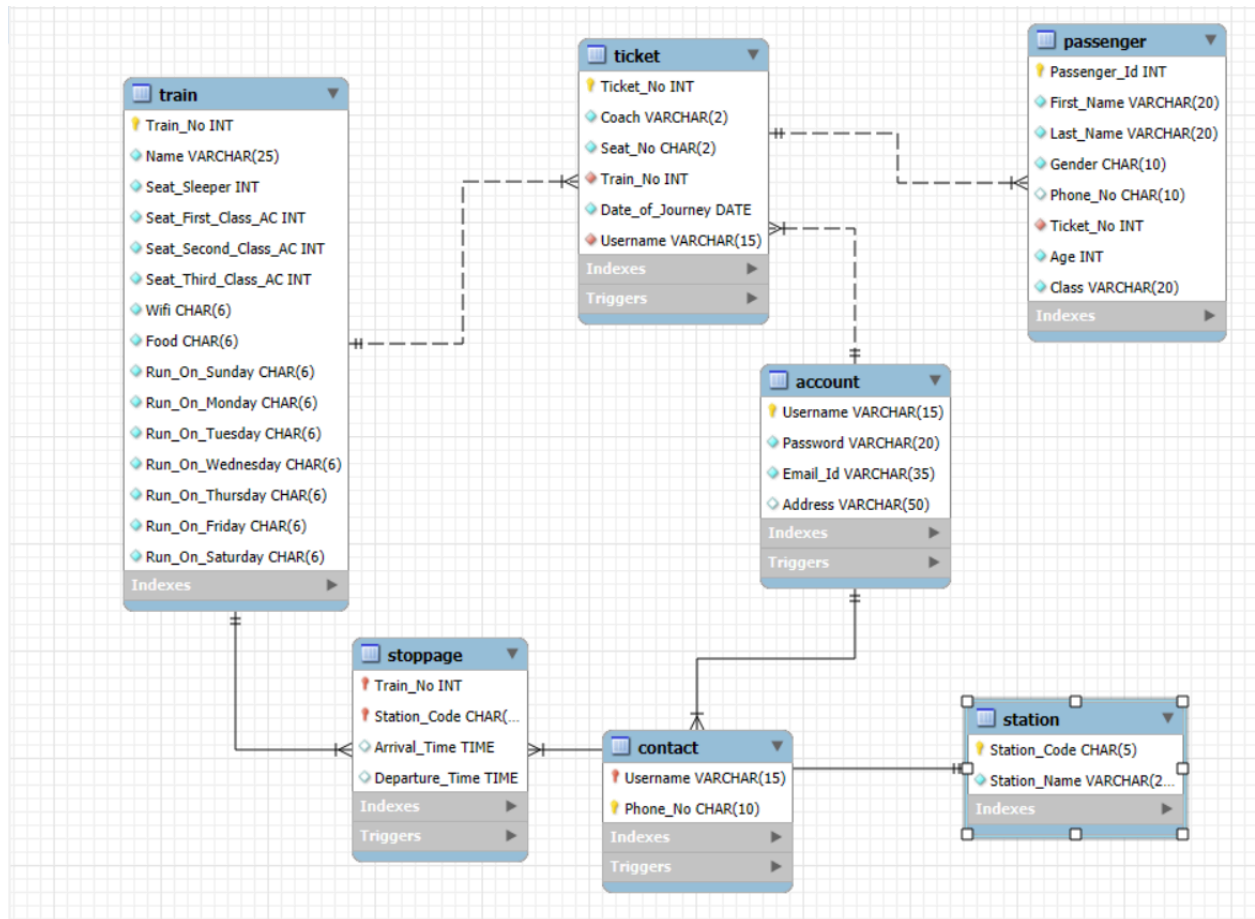 train
Train_No INT
Name VARCHAR(25)
Seat_Sleeper INT
Seat_First_Class_AC INT
Seat_Second_Class_AC INT
Seat_Third_Class_AC INT
Wifi CHAR(6)
Food CHAR(6)
Run_On_Sunday CHAR(6)
Run_On_Monday CHAR(6)
Run_On_Tuesday CHAR(6)
Run_On_Wednesday CHAR(6)
Run_On_Thursday CHAR(6)
Run_On_Friday CHAR(6)
Run_On_Saturday CHAR(6)
Indexes
ticket
Ticket_No INT
Coach VARCHAR(2)
Seat_No CHAR(2)
Train_No INT
Date_of_Journey DATE
Username VARCHAR(15)
Indexes
Triggers
passenger
Passenger_Id INT
First_Name VARCHAR(20)
Last_Name VARCHAR(20)
Gender CHAR(10)
Phone_No CHAR(10)
Ticket_No INT
Age INT
Class VARCHAR(20)
Indexes
account
Username VARCHAR(15)
Password VARCHAR(20)
Email_Id VARCHAR(35)
Address VARCHAR(50)
Indexes
Triggers
stoppage
Train_No INT
Station_Code CHAR(...
Arrival_Time TIME
Departure_Time TIME
Indexes
Triggers
contact
Username VARCHAR(15)
Phone_No CHAR(10)
Indexes
Triggers
station
Station_Code CHAR(5)
Station_Name VARCHAR(2...
Indexes